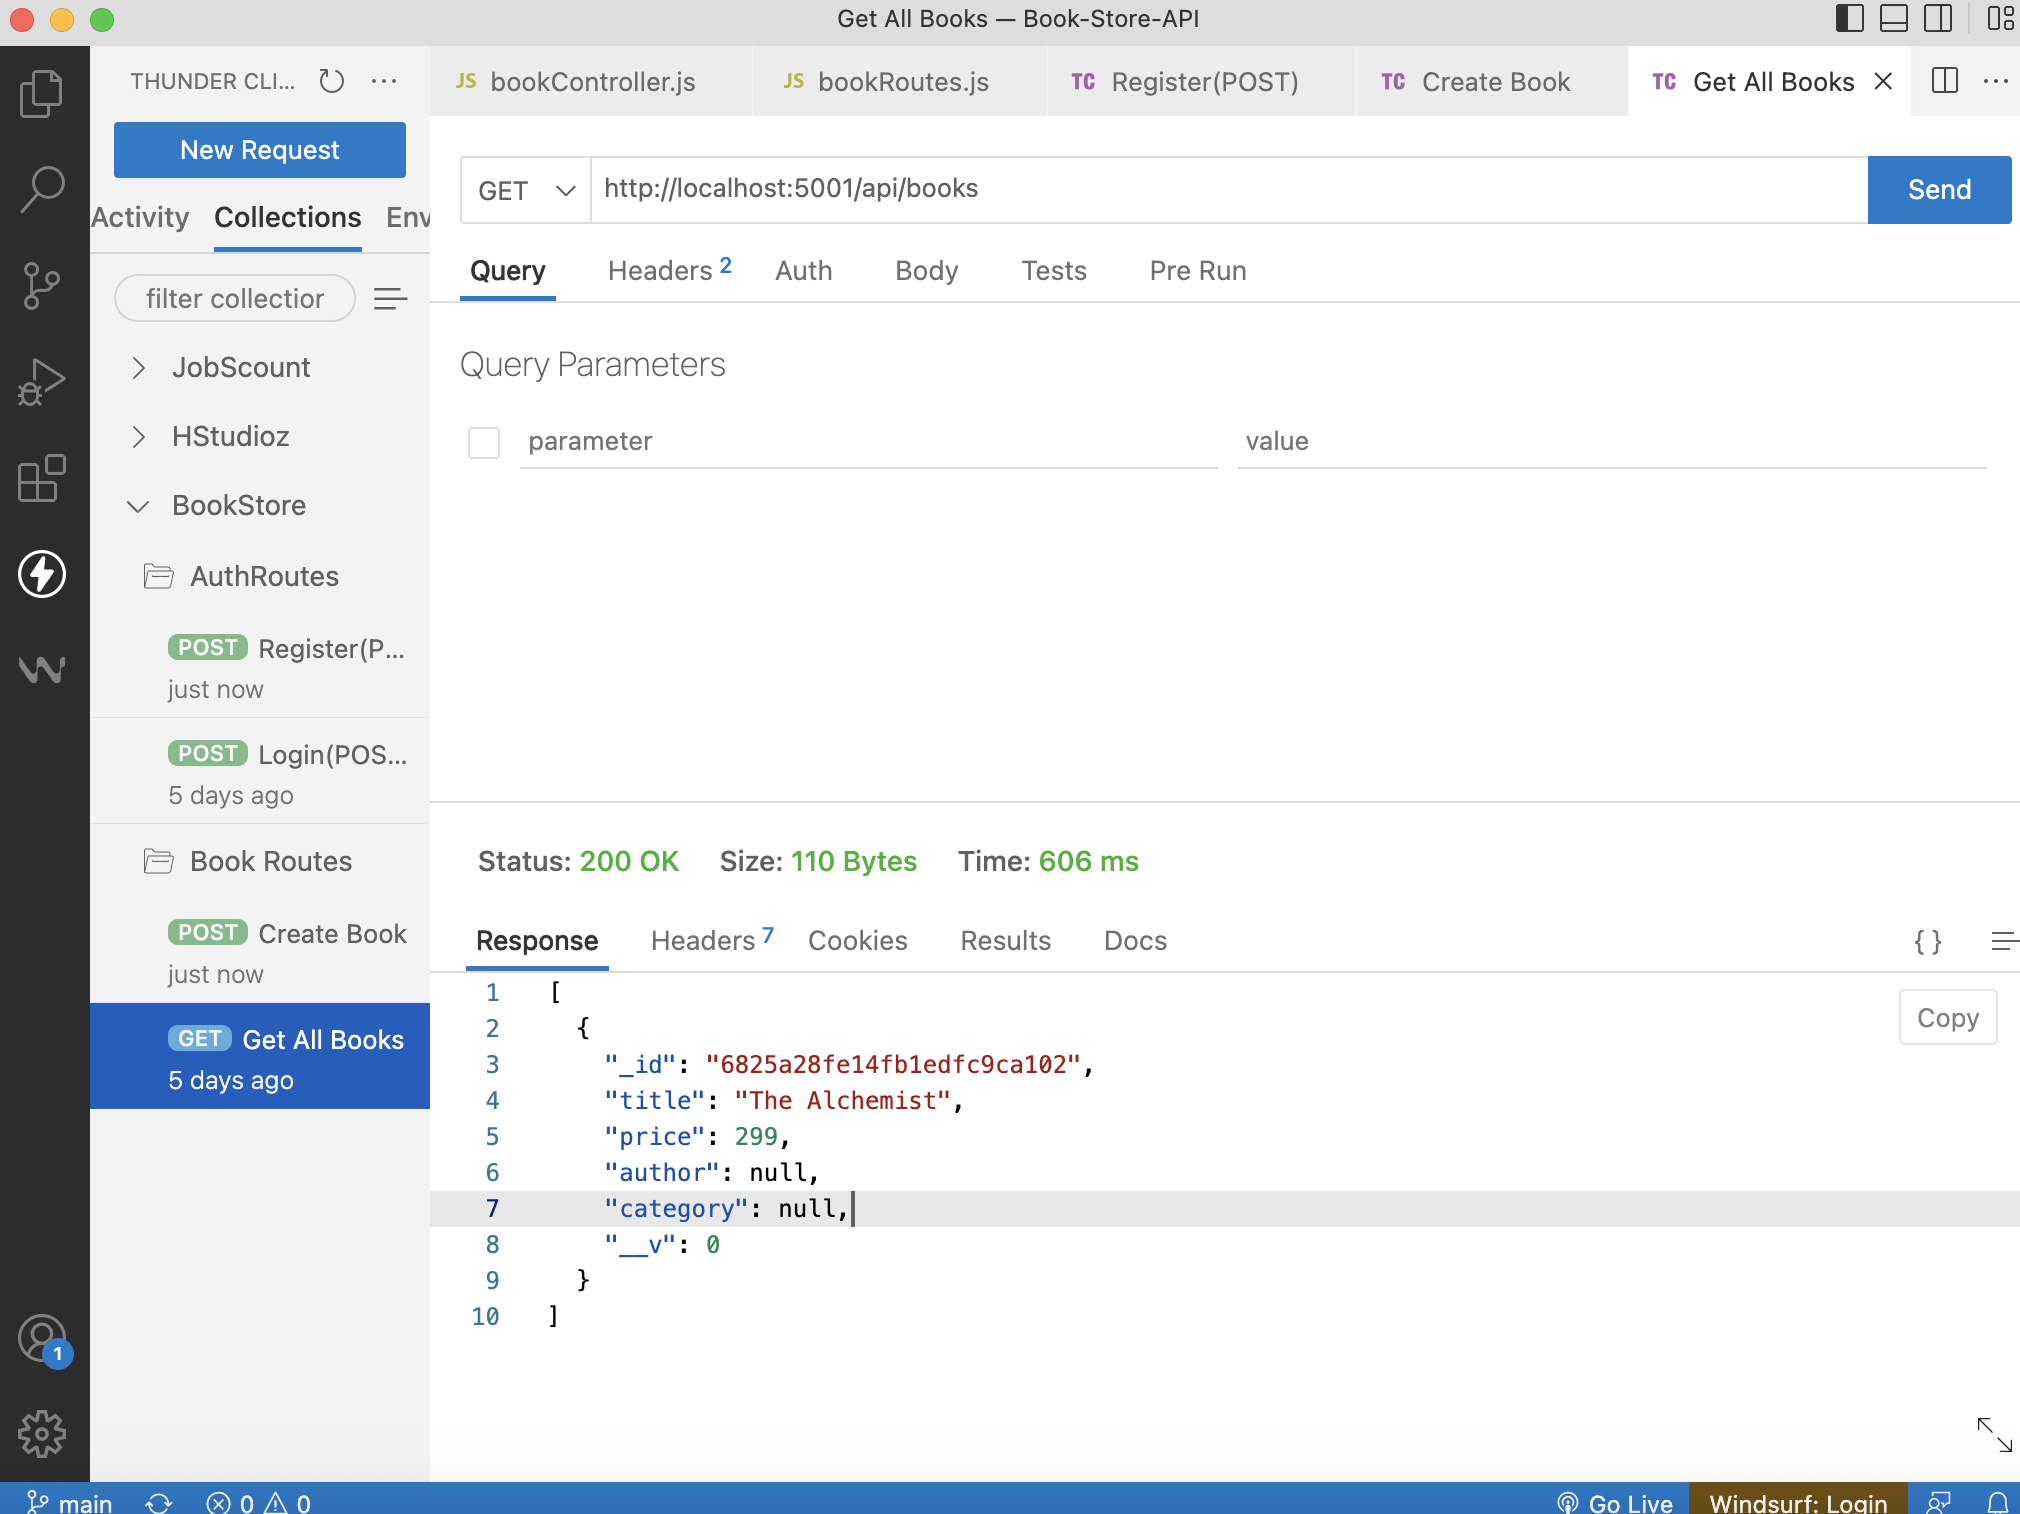 Get All Books — Book-Store-API
THUNDER CLI...
New Request
Activity Collections Env
filter collection
JobScount
HStudioz
BookStore
AuthRoutes
POST Register(P...
just now
POST Login(POS...
5 days ago
Book Routes
POST Create Book
just now
GET Get All Books
5 days ago
1
JS bookController.js
JS bookRoutes.js
TC Register(POST)
TC Create Book
TC Get All Books
GET http://localhost:5001/api/books Send
Query Headers 2 Auth Body Tests Pre Run
Query Parameters
parameter value
Status: 200 OK Size: 110 Bytes Time: 606 ms
Response Headers 7 Cookies Results Docs {}
Copy
1 [
2 {
3 "_id": "6825a28fe14fb1edfc9ca102",
4 "title": "The Alchemist",
5 "price": 299,
6 "author": null,
7 "category": null,
8 "__v": 0
9 }
10 ]
main 0 0 Go Live Windsurf: Login